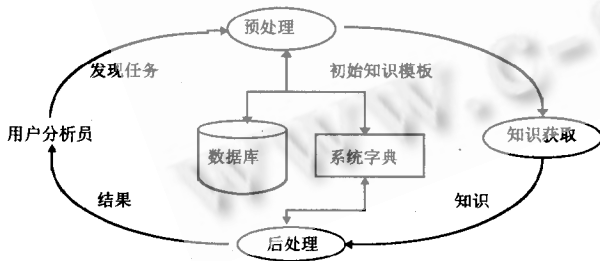 预处理
发现任务
初始知识模板
用户分析员
数据库
系统字典
知识获取
结果
知识
后处理
www.c-